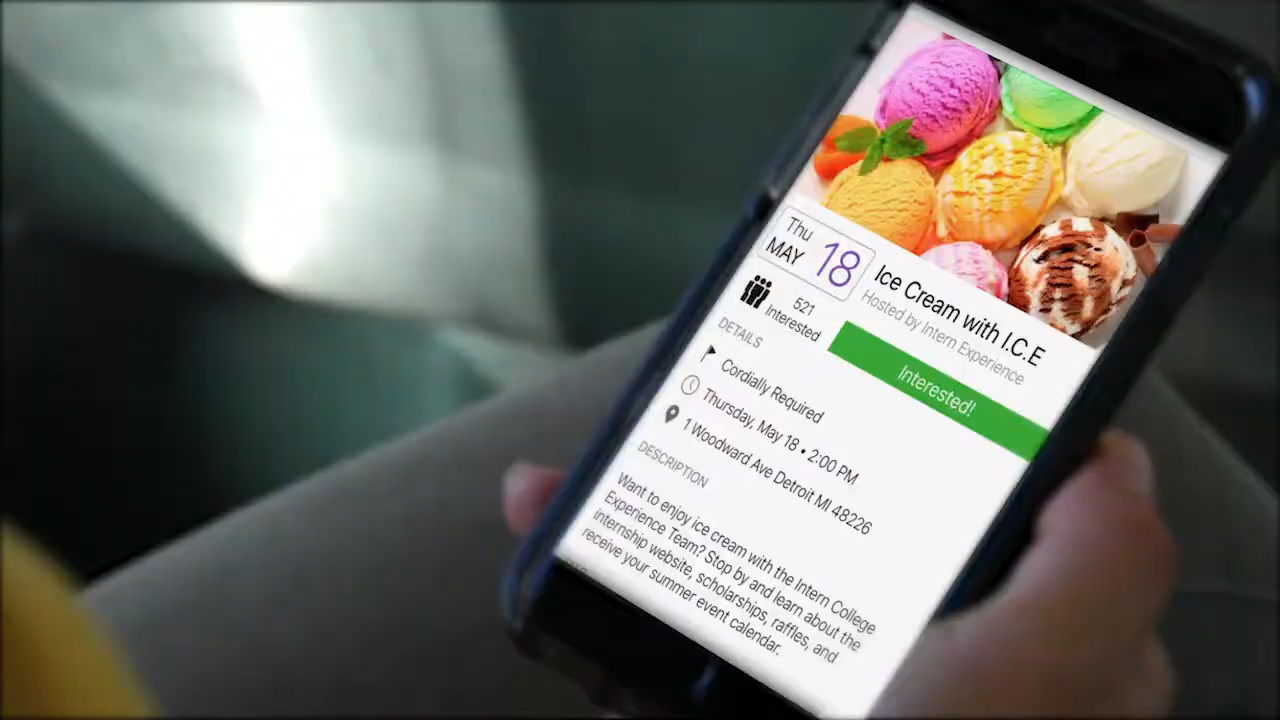 Thu
MAY
18
Ice Cream with I.C.E
Hosted by Intern Experience
521
Interested
Interested!
DETAILS
Cordially Required
Thursday, May 18 • 2:00 PM
1 Woodward Ave Detroit MI 48226
DESCRIPTION
Want to enjoy ice cream with the Intern College
Experience Team? Stop by and learn about the
internship website, scholarships, raffles, and
receive your summer event calendar.